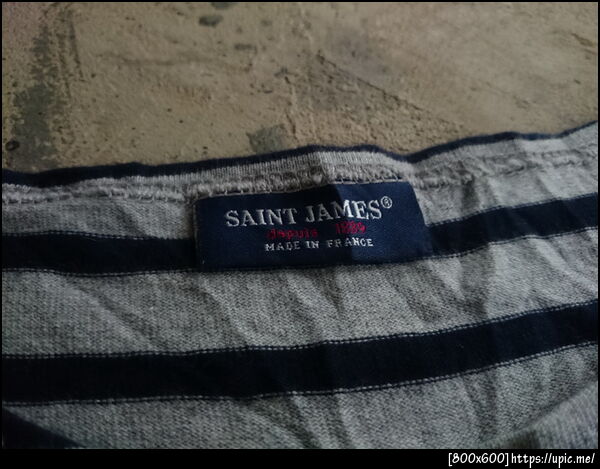 SAINT JAMES®
depuis 1889
MADE IN FRANCE
[800x600]https://upic.me/